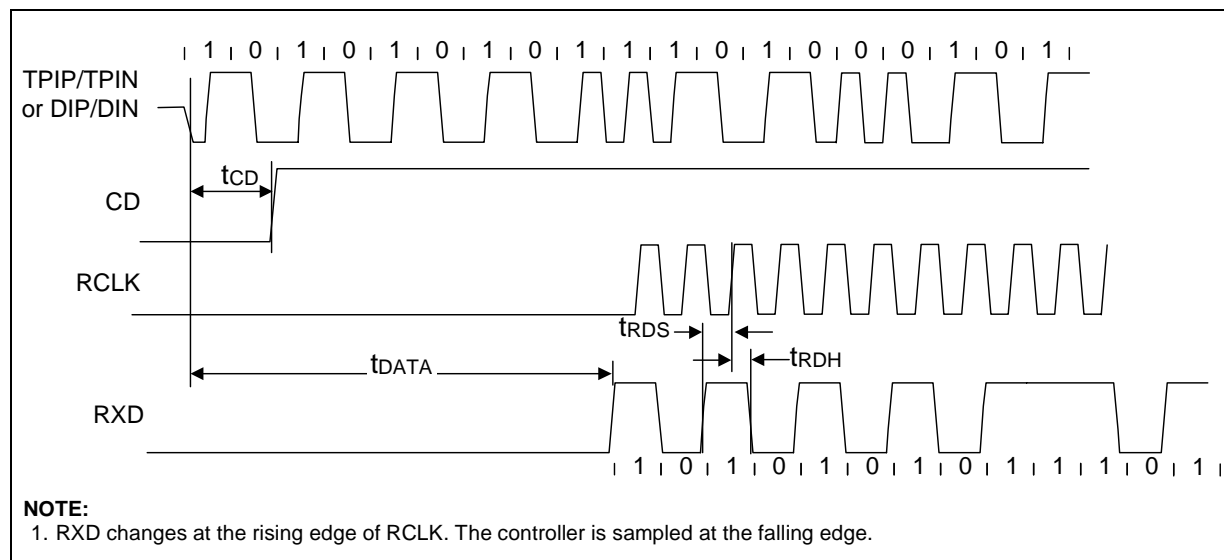 1 0 1 0 1 0 1 0 1 1 1 0 1 0 0 0 1 0 1
TPIP/TPIN
or DIP/DIN
tCD
CD
RCLK
tRDS
tRDH
tDATA
RXD
1 0 1 0 1 0 1 0 1 1 1 0 1
NOTE:
1. RXD changes at the rising edge of RCLK. The controller is sampled at the falling edge.